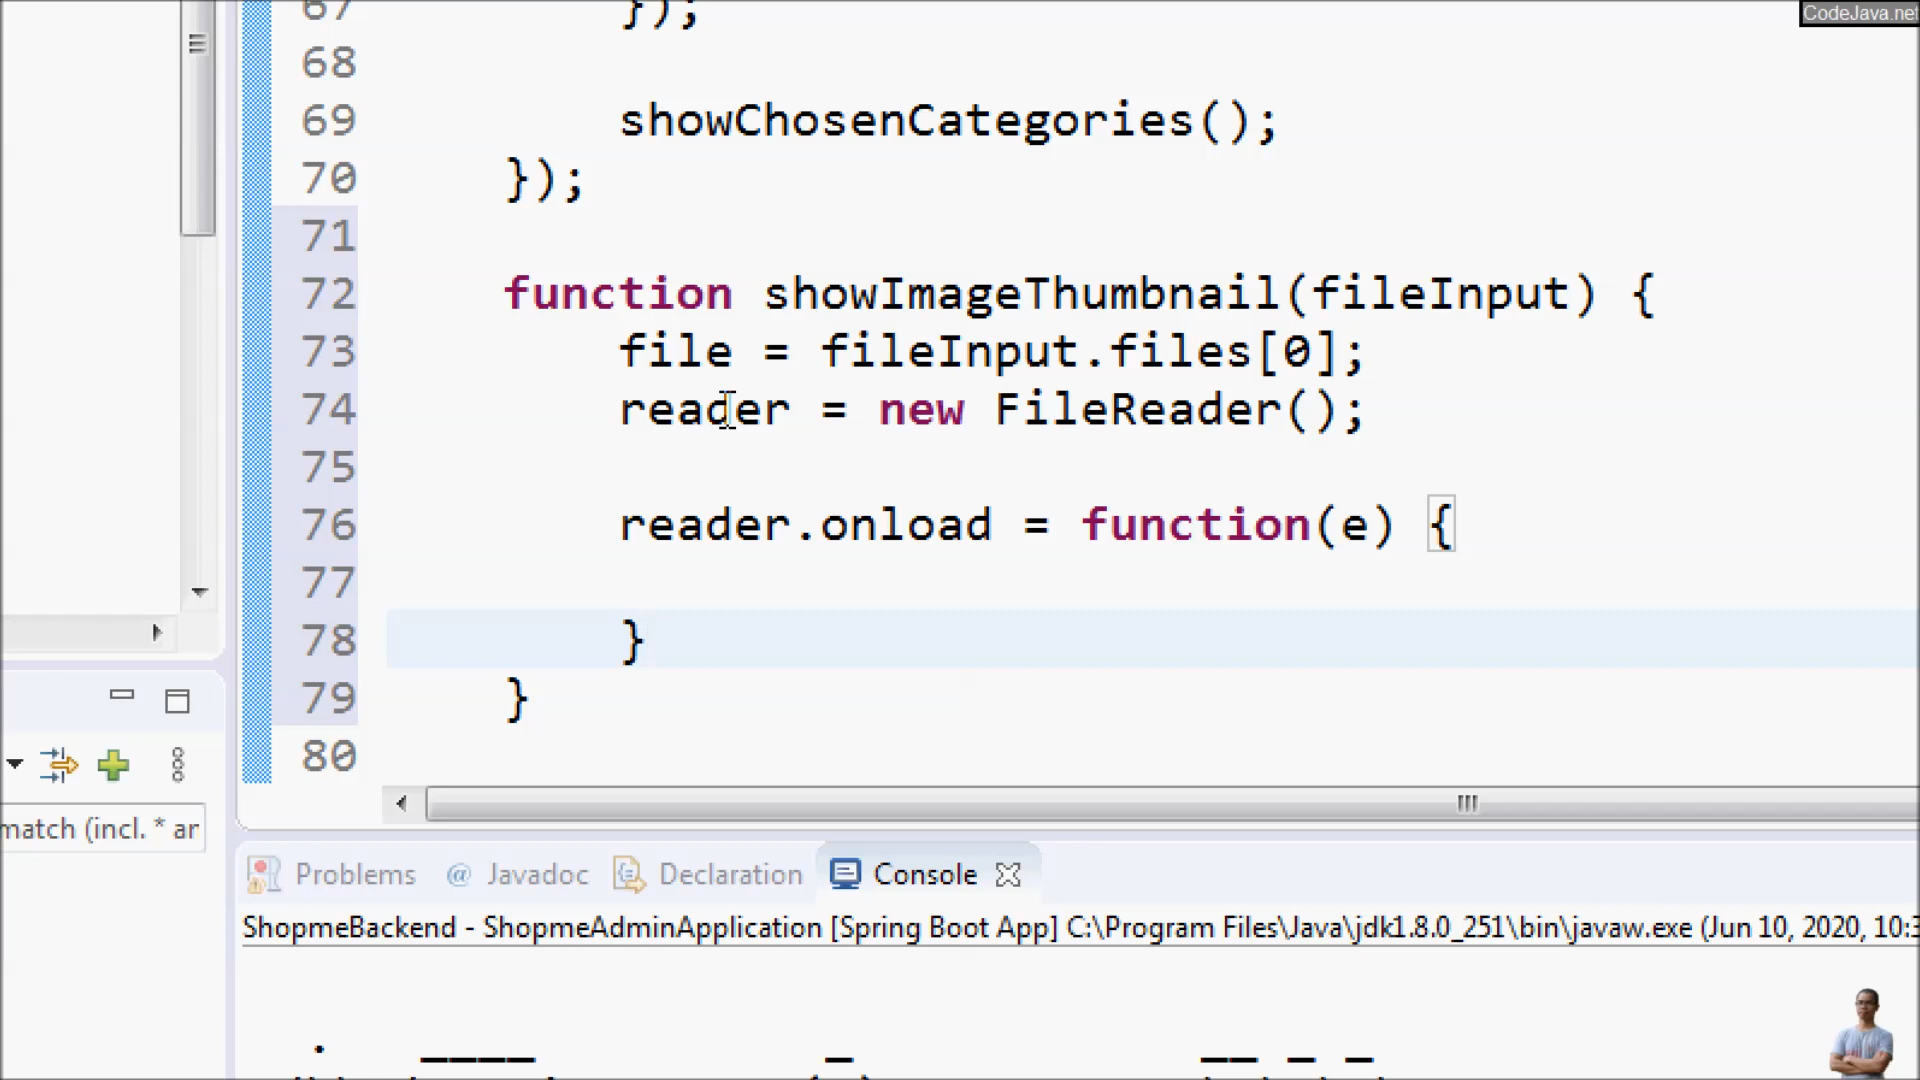 CodeJava.net
67 });
68
69 showChosenCategories();
70 });
71
72 function showImageThumbnail(fileInput) {
73 file = fileInput.files[0];
74 reader = new FileReader();
75
76 reader.onload = function(e) {
77
78 }
79 }
80
match (incl. * ar
Problems @ Javadoc Declaration Console
ShopmeBackend - ShopmeAdminApplication [Spring Boot App] C:\Program Files\Java\jdk1.8.0_251\bin\javaw.exe (Jun 10, 2020, 10:3